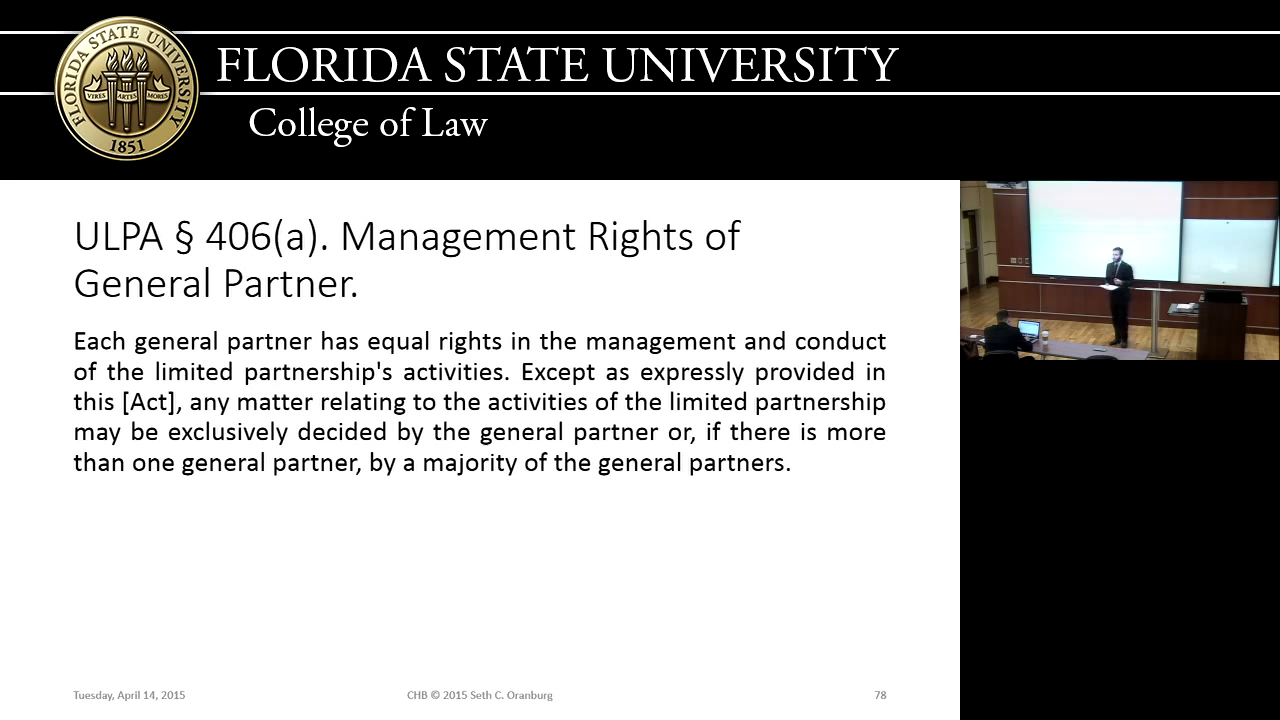 FLORIDA STATE UNIVERSITY
FLORIDA STATE UNIVERSITY
VIRES ARTES MORES
1851
College of Law
ULPA § 406(a). Management Rights of
General Partner.
Each general partner has equal rights in the management and conduct
of the limited partnership's activities. Except as expressly provided in
this [Act], any matter relating to the activities of the limited partnership
may be exclusively decided by the general partner or, if there is more
than one general partner, by a majority of the general partners.
Tuesday, April 14, 2015
CHB © 2015 Seth C. Oranburg
78